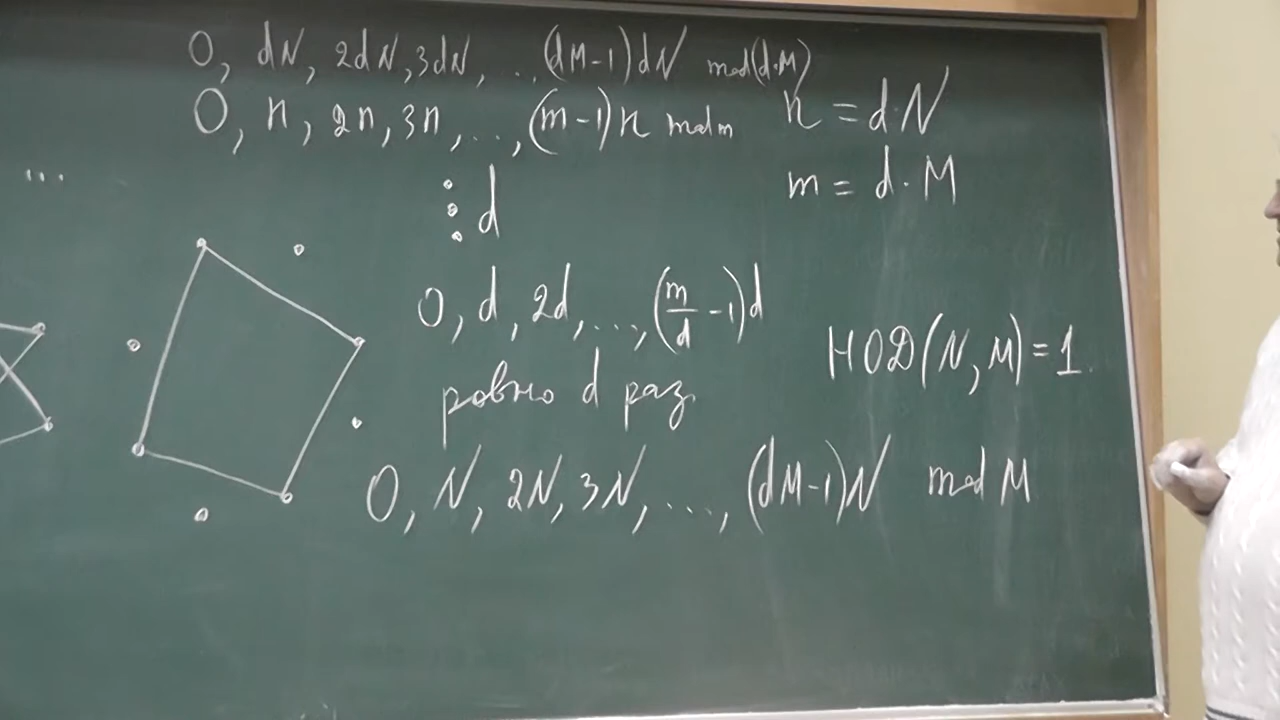 0, dN, 2dN, 3dN, ..., (dM-1)dN mod(d·M)
0, n, 2n, 3n, ..., (m-1)n mod m
n = d·N
m = d·M
...
⋮ d
0, d, 2d, ..., (m/d -1)d
НОД(N, M) = 1.
ровно d раз.
0, N, 2N, 3N, ..., (dM-1)N mod M